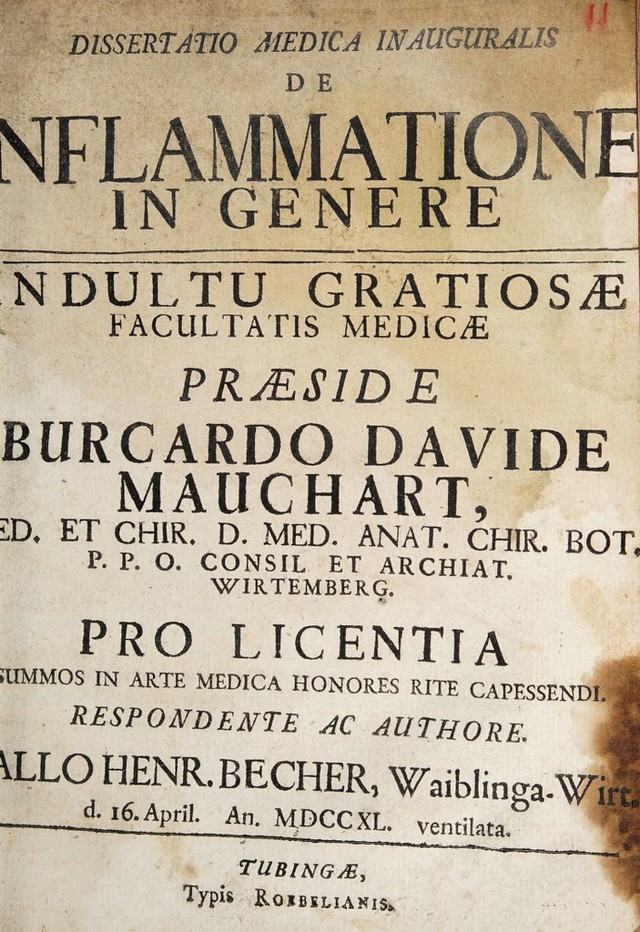 11
DISSERTATIO MEDICA INAUGURALIS
DE
NFLAMMATIONE
IN GENERE
NDULTU GRATIOSÆ
FACULTATIS MEDICÆ
PRÆSIDE
BURCARDO DAVIDE
MAUCHART,
ED. ET CHIR. D. MED. ANAT. CHIR. BOT.
P. P. O. CONSIL ET ARCHIAT.
WIRTEMBERG.
PRO LICENTIA
SUMMOS IN ARTE MEDICA HONORES RITE CAPESSENDI.
RESPONDENTE AC AUTHORE.
ALLO HENR. BECHER, Waiblinga-Wirt.
d. 16. April. An. MDCCXL. ventilata.
TUBINGÆ,
Typis ROEBELIANIS.